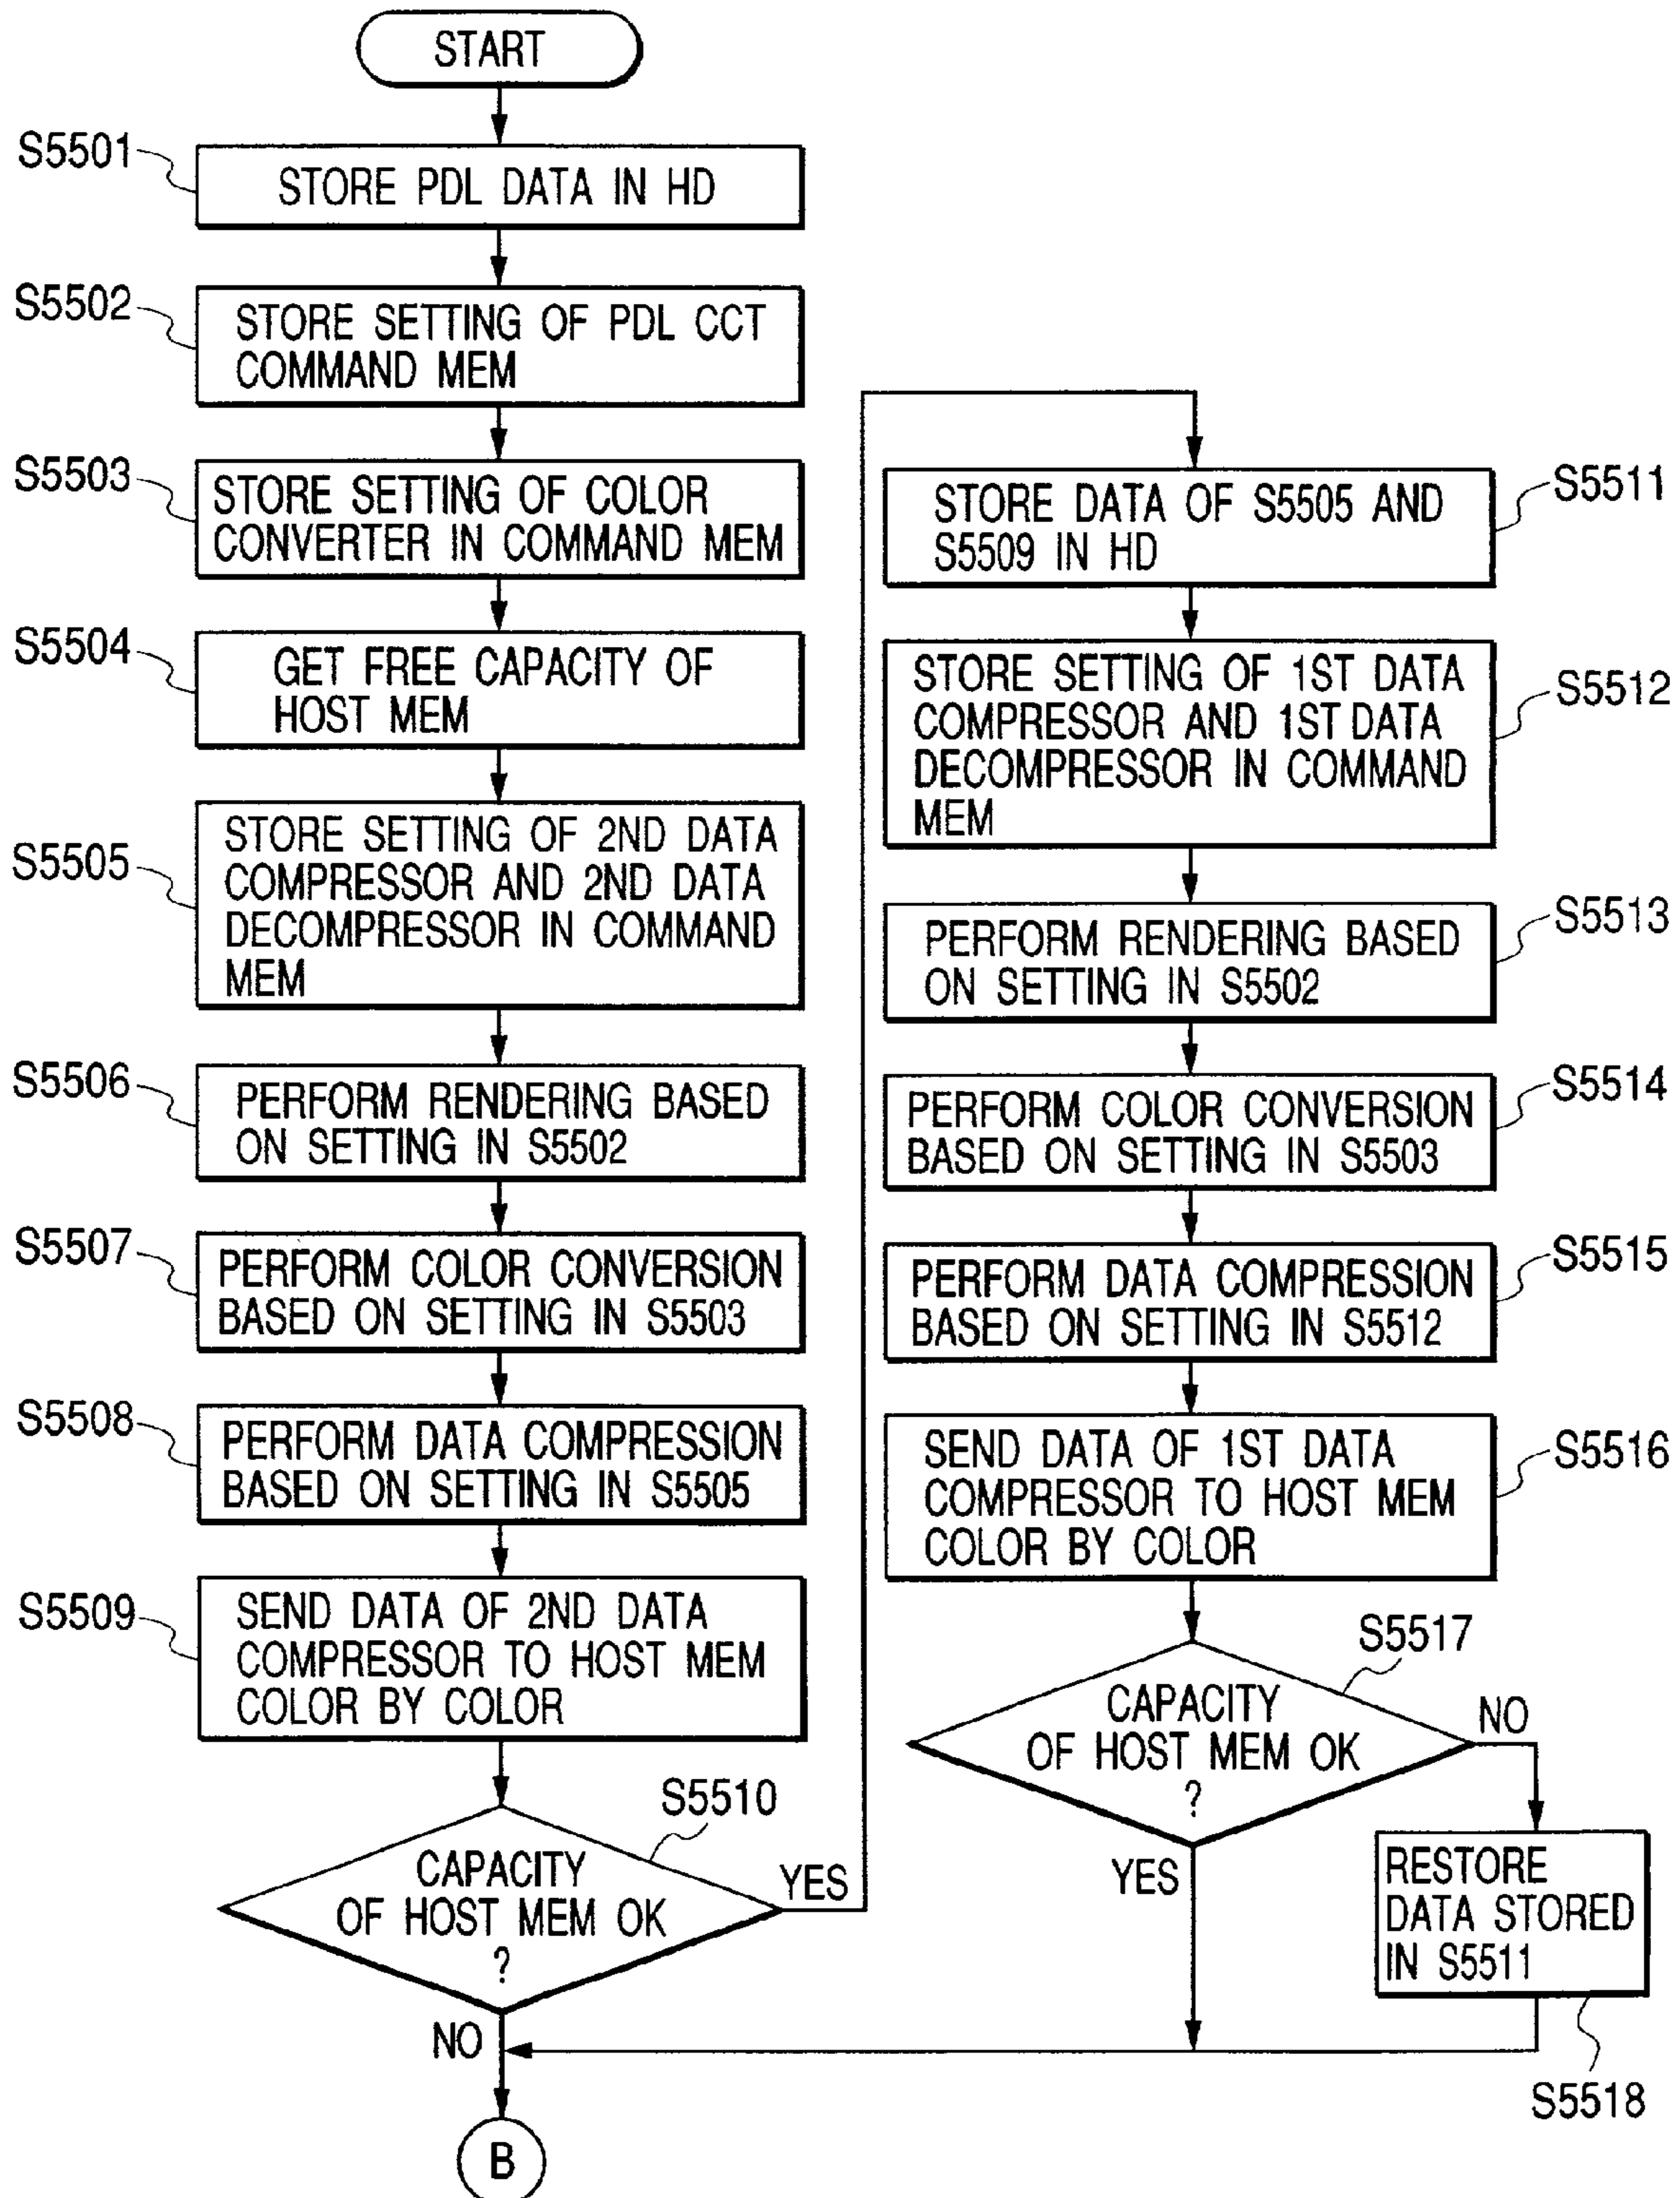 START
S5501
STORE PDL DATA IN HD
S5502
STORE SETTING OF PDL CCT
COMMAND MEM
S5503
STORE SETTING OF COLOR
CONVERTER IN COMMAND MEM
S5504
GET FREE CAPACITY OF
HOST MEM
S5505
STORE SETTING OF 2ND DATA
COMPRESSOR AND 2ND DATA
DECOMPRESSOR IN COMMAND
MEM
S5506
PERFORM RENDERING BASED
ON SETTING IN S5502
S5507
PERFORM COLOR CONVERSION
BASED ON SETTING IN S5503
S5508
PERFORM DATA COMPRESSION
BASED ON SETTING IN S5505
S5509
SEND DATA OF 2ND DATA
COMPRESSOR TO HOST MEM
COLOR BY COLOR
S5510
CAPACITY
OF HOST MEM OK
?
YES
NO
B
STORE DATA OF S5505 AND
S5509 IN HD
S5511
STORE SETTING OF 1ST DATA
COMPRESSOR AND 1ST DATA
DECOMPRESSOR IN COMMAND
MEM
S5512
PERFORM RENDERING BASED
ON SETTING IN S5502
S5513
PERFORM COLOR CONVERSION
BASED ON SETTING IN S5503
S5514
PERFORM DATA COMPRESSION
BASED ON SETTING IN S5512
S5515
SEND DATA OF 1ST DATA
COMPRESSOR TO HOST MEM
COLOR BY COLOR
S5516
S5517
CAPACITY
OF HOST MEM OK
?
NO
YES
RESTORE
DATA STORED
IN S5511
S5518